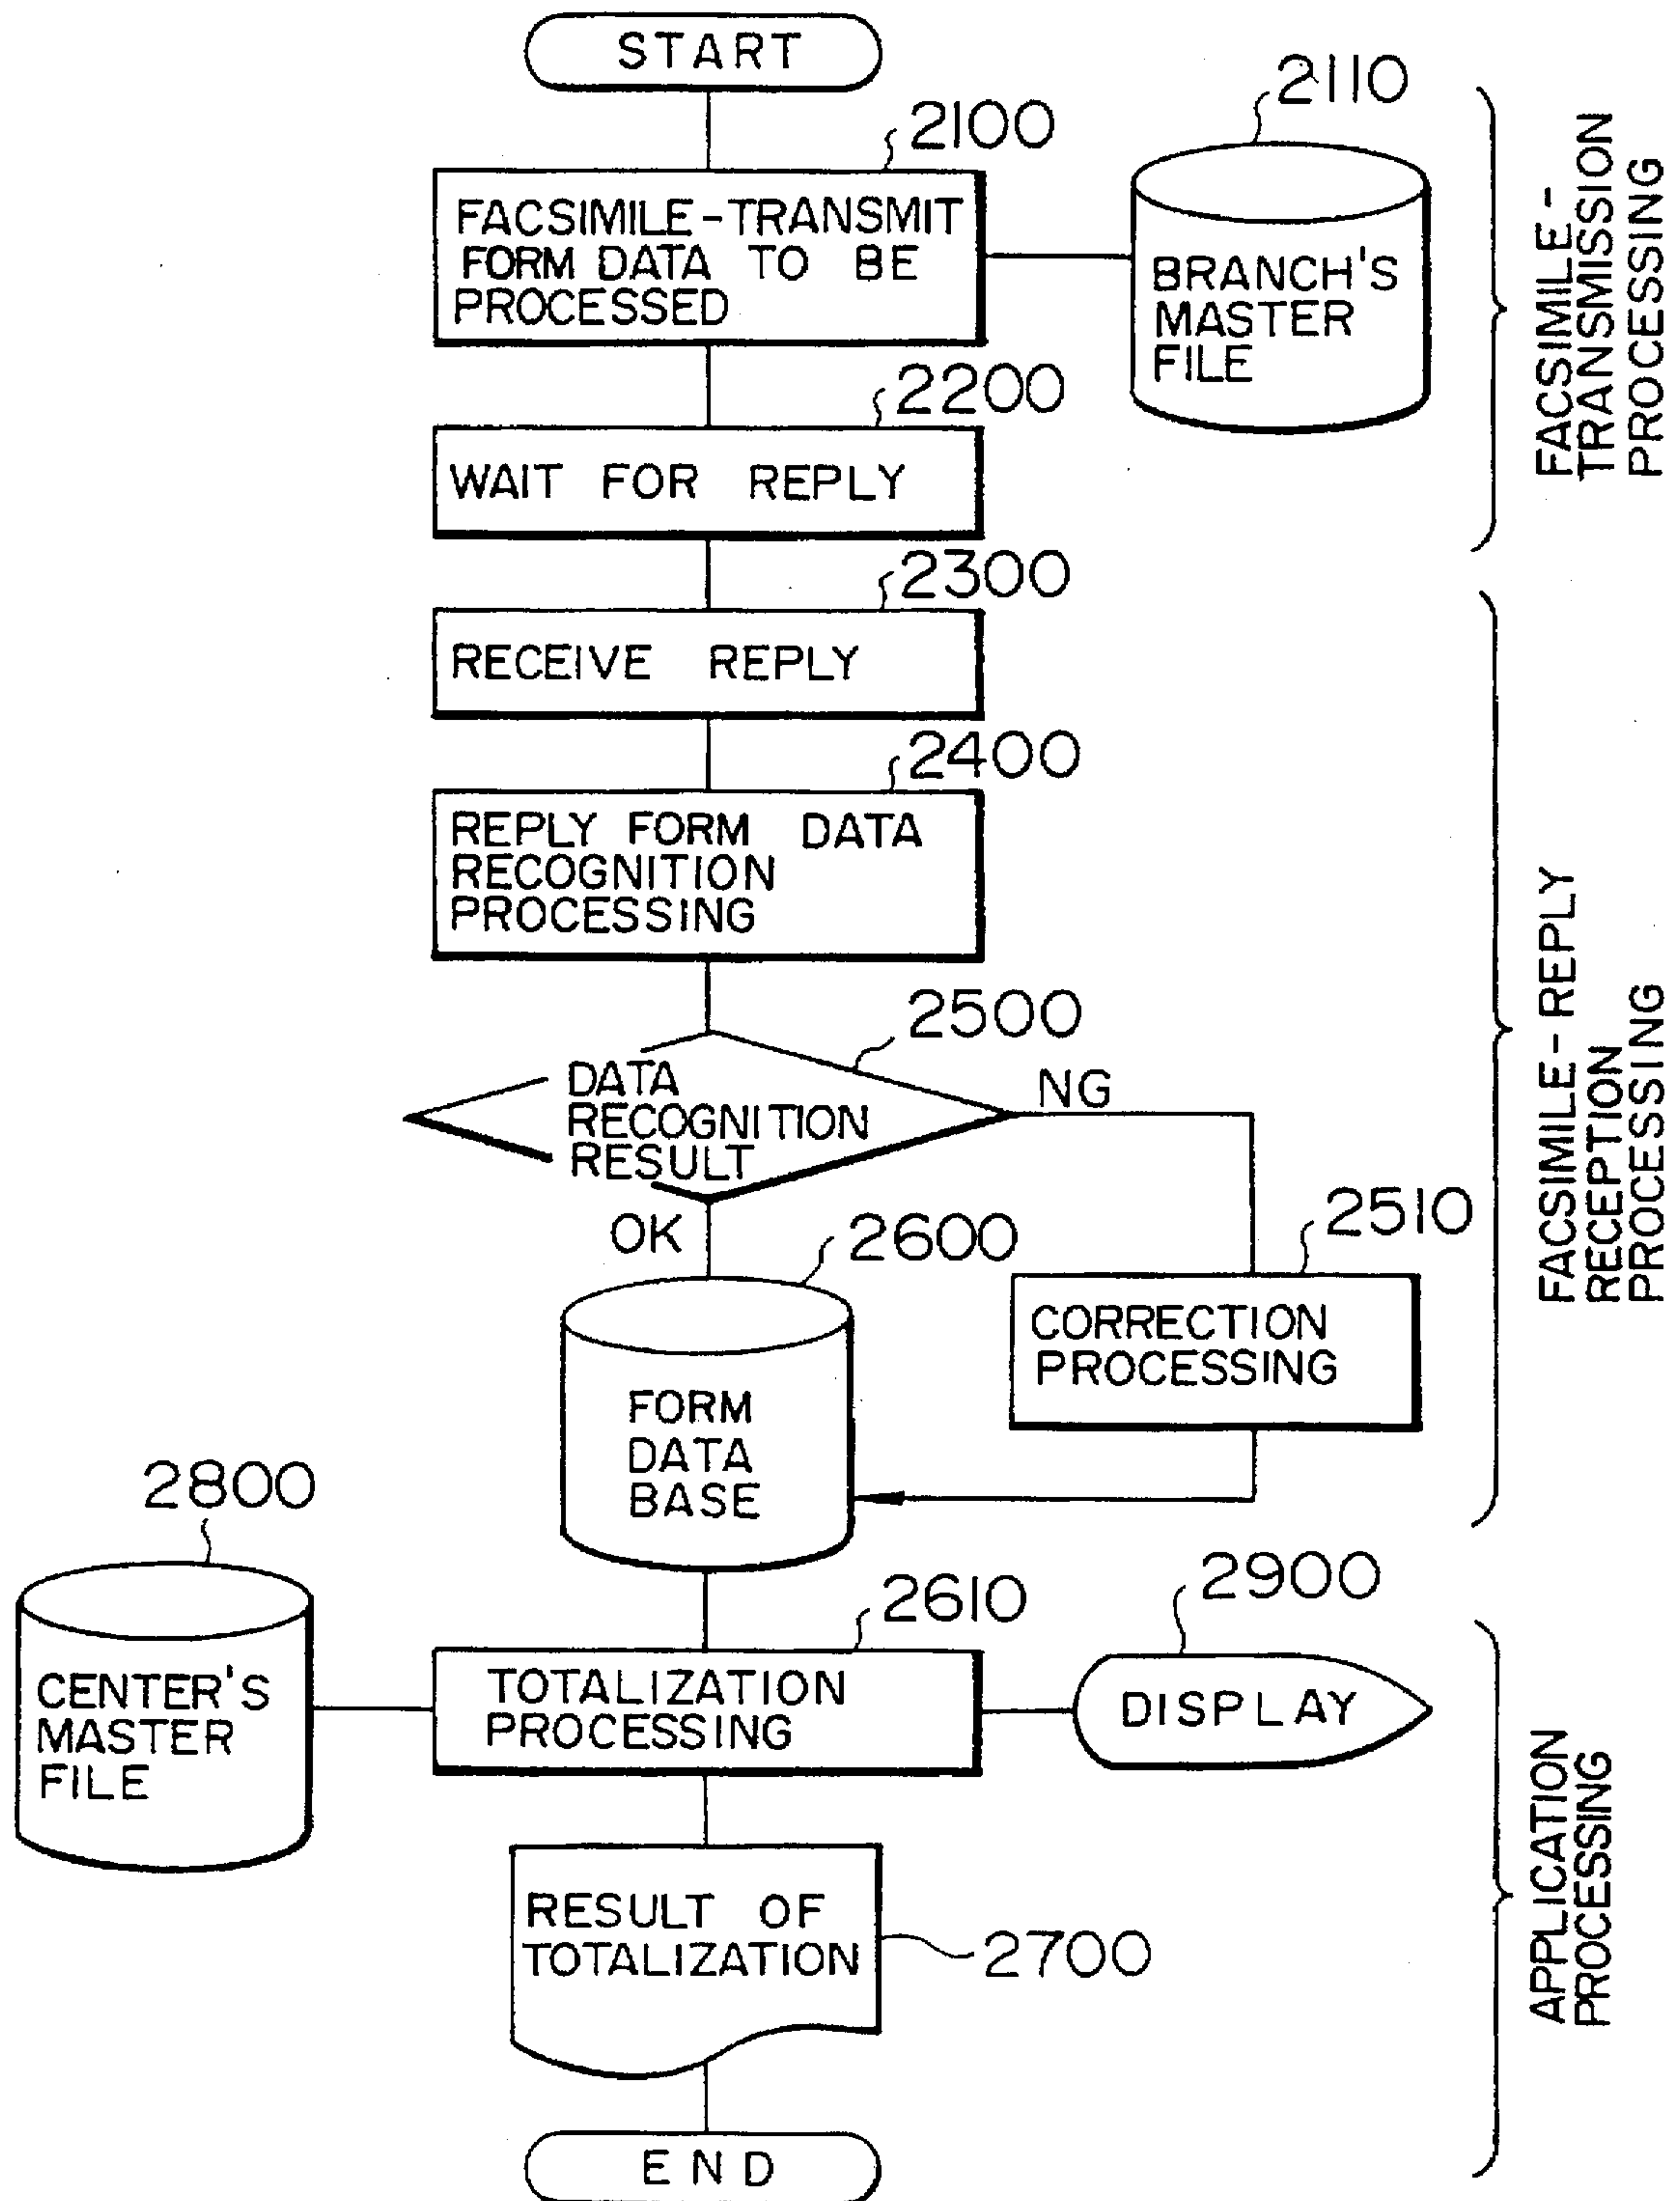 START
2100
2110
FACSIMILE-TRANSMIT
FORM DATA TO BE
PROCESSED
BRANCH'S
MASTER
FILE
FACSIMILE-
TRANSMISSION
PROCESSING
2200
WAIT FOR REPLY
2300
RECEIVE REPLY
2400
REPLY FORM DATA
RECOGNITION
PROCESSING
2500
DATA
RECOGNITION
RESULT
NG
OK
2510
CORRECTION
PROCESSING
2600
FORM
DATA
BASE
FACSIMILE-REPLY
RECEPTION
PROCESSING
2800
CENTER'S
MASTER
FILE
2610
TOTALIZATION
PROCESSING
2900
DISPLAY
RESULT OF
TOTALIZATION
2700
APPLICATION
PROCESSING
END